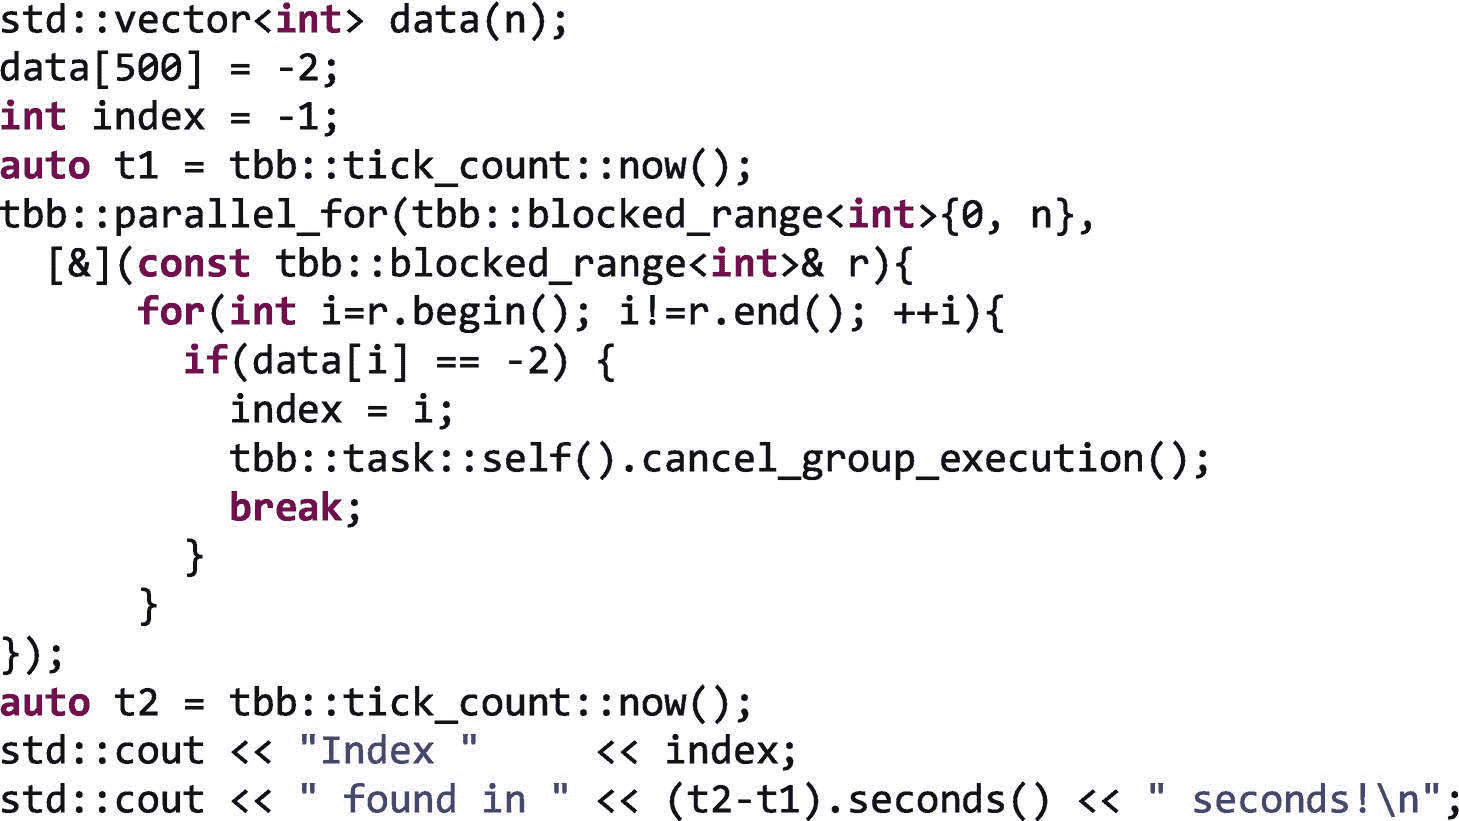 std::vector<int> data(n);
data[500] = -2;
int index = -1;
auto t1 = tbb::tick_count::now();
tbb::parallel_for(tbb::blocked_range<int>{0, n},
  [&](const tbb::blocked_range<int>& r){
      for(int i=r.begin(); i!=r.end(); ++i){
        if(data[i] == -2) {
          index = i;
          tbb::task::self().cancel_group_execution();
          break;
        }
      }
});
auto t2 = tbb::tick_count::now();
std::cout << "Index "     << index;
std::cout << " found in " << (t2-t1).seconds() << " seconds!\n";